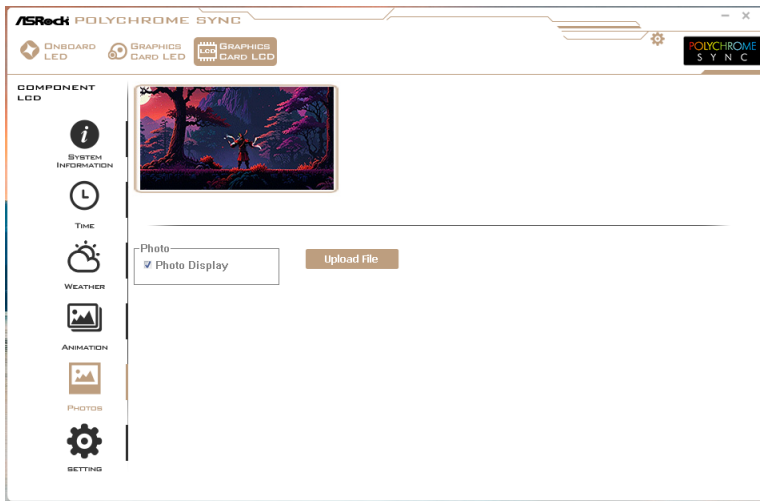 ASRock POLYCHROME SYNC
ONBOARD
LED
GRAPHICS
CARD LED
LCD
GRAPHICS
CARD LCD
POLYCHROME
SYNC
COMPONENT
LCD
i
SYSTEM
INFORMATION
TIME
WEATHER
ANIMATION
PHOTOS
SETTING
Photo
Photo Display
Upload File